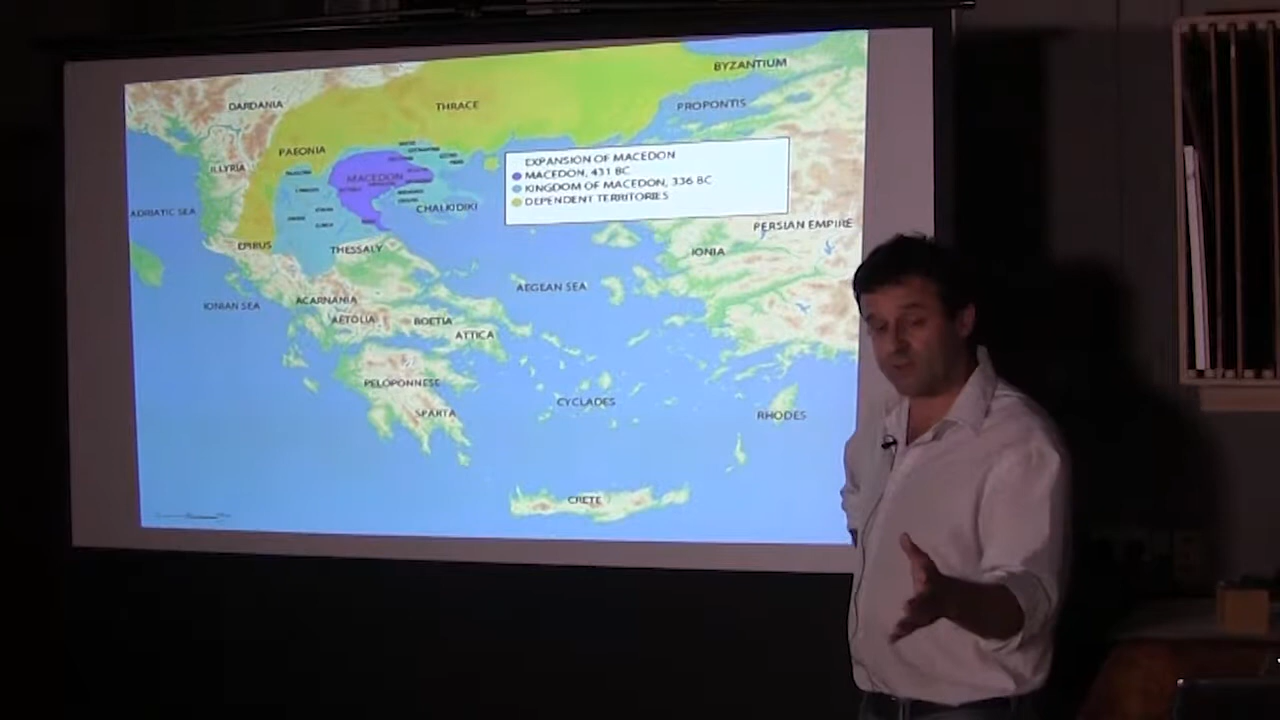 BYZANTIUM
DARDANIA
THRACE
PROPONTIS
PAEONIA
ILLYRIA
MACEDON
EXPANSION OF MACEDON
MACEDON, 431 BC
KINGDOM OF MACEDON, 336 BC
DEPENDENT TERRITORIES
ADRIATIC SEA
CHALKIDIKI
PERSIAN EMPIRE
EPIRUS
THESSALY
IONIA
AEGEAN SEA
IONIAN SEA
ACARNANIA
AETOLIA
BOETIA
ATTICA
PELOPONNESE
CYCLADES
SPARTA
RHODES
CRETE